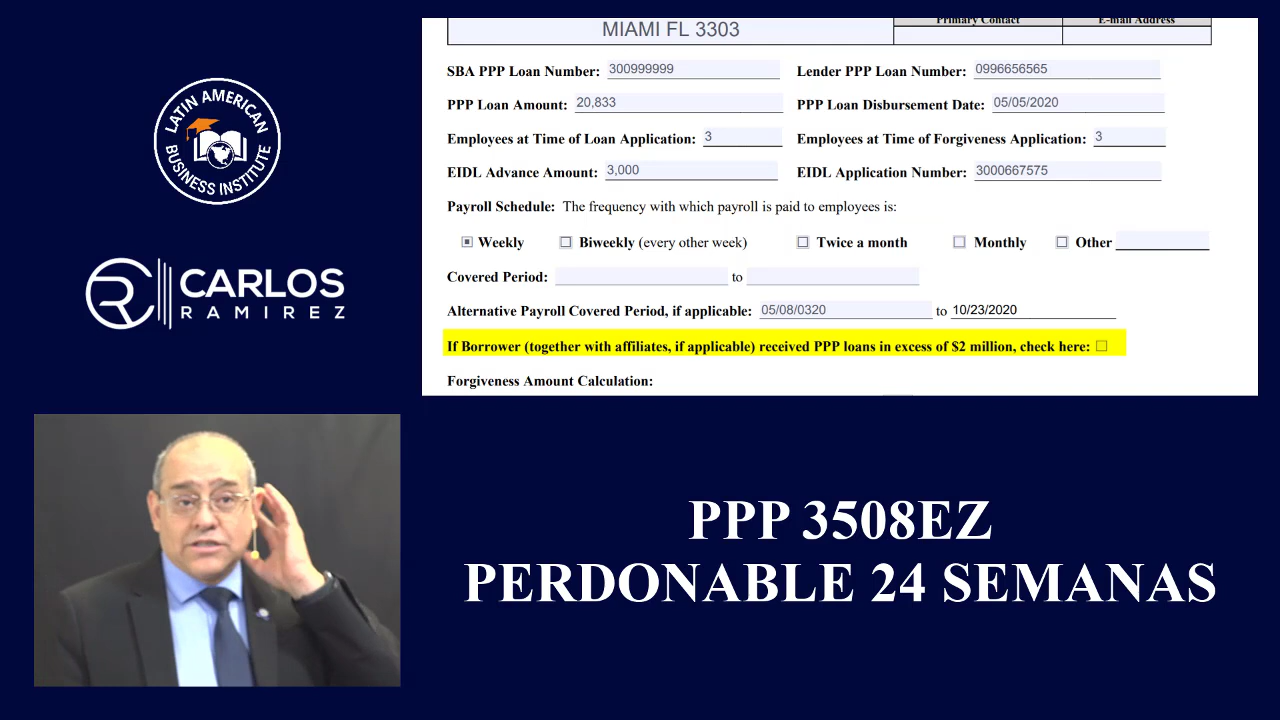 LATIN AMERICAN
BUSINESS INSTITUTE
CARLOS
RAMIREZ
Primary Contact
E-mail Address
MIAMI FL 3303
SBA PPP Loan Number: 300999999
Lender PPP Loan Number: 0996656565
PPP Loan Amount: 20,833
PPP Loan Disbursement Date: 05/05/2020
Employees at Time of Loan Application: 3
Employees at Time of Forgiveness Application: 3
EIDL Advance Amount: 3,000
EIDL Application Number: 3000667575
Payroll Schedule: The frequency with which payroll is paid to employees is:
Weekly Biweekly (every other week) Twice a month Monthly Other
Covered Period: to
Alternative Payroll Covered Period, if applicable: 05/08/0320 to 10/23/2020
If Borrower (together with affiliates, if applicable) received PPP loans in excess of $2 million, check here:
Forgiveness Amount Calculation:
PPP 3508EZ
PERDONABLE 24 SEMANAS